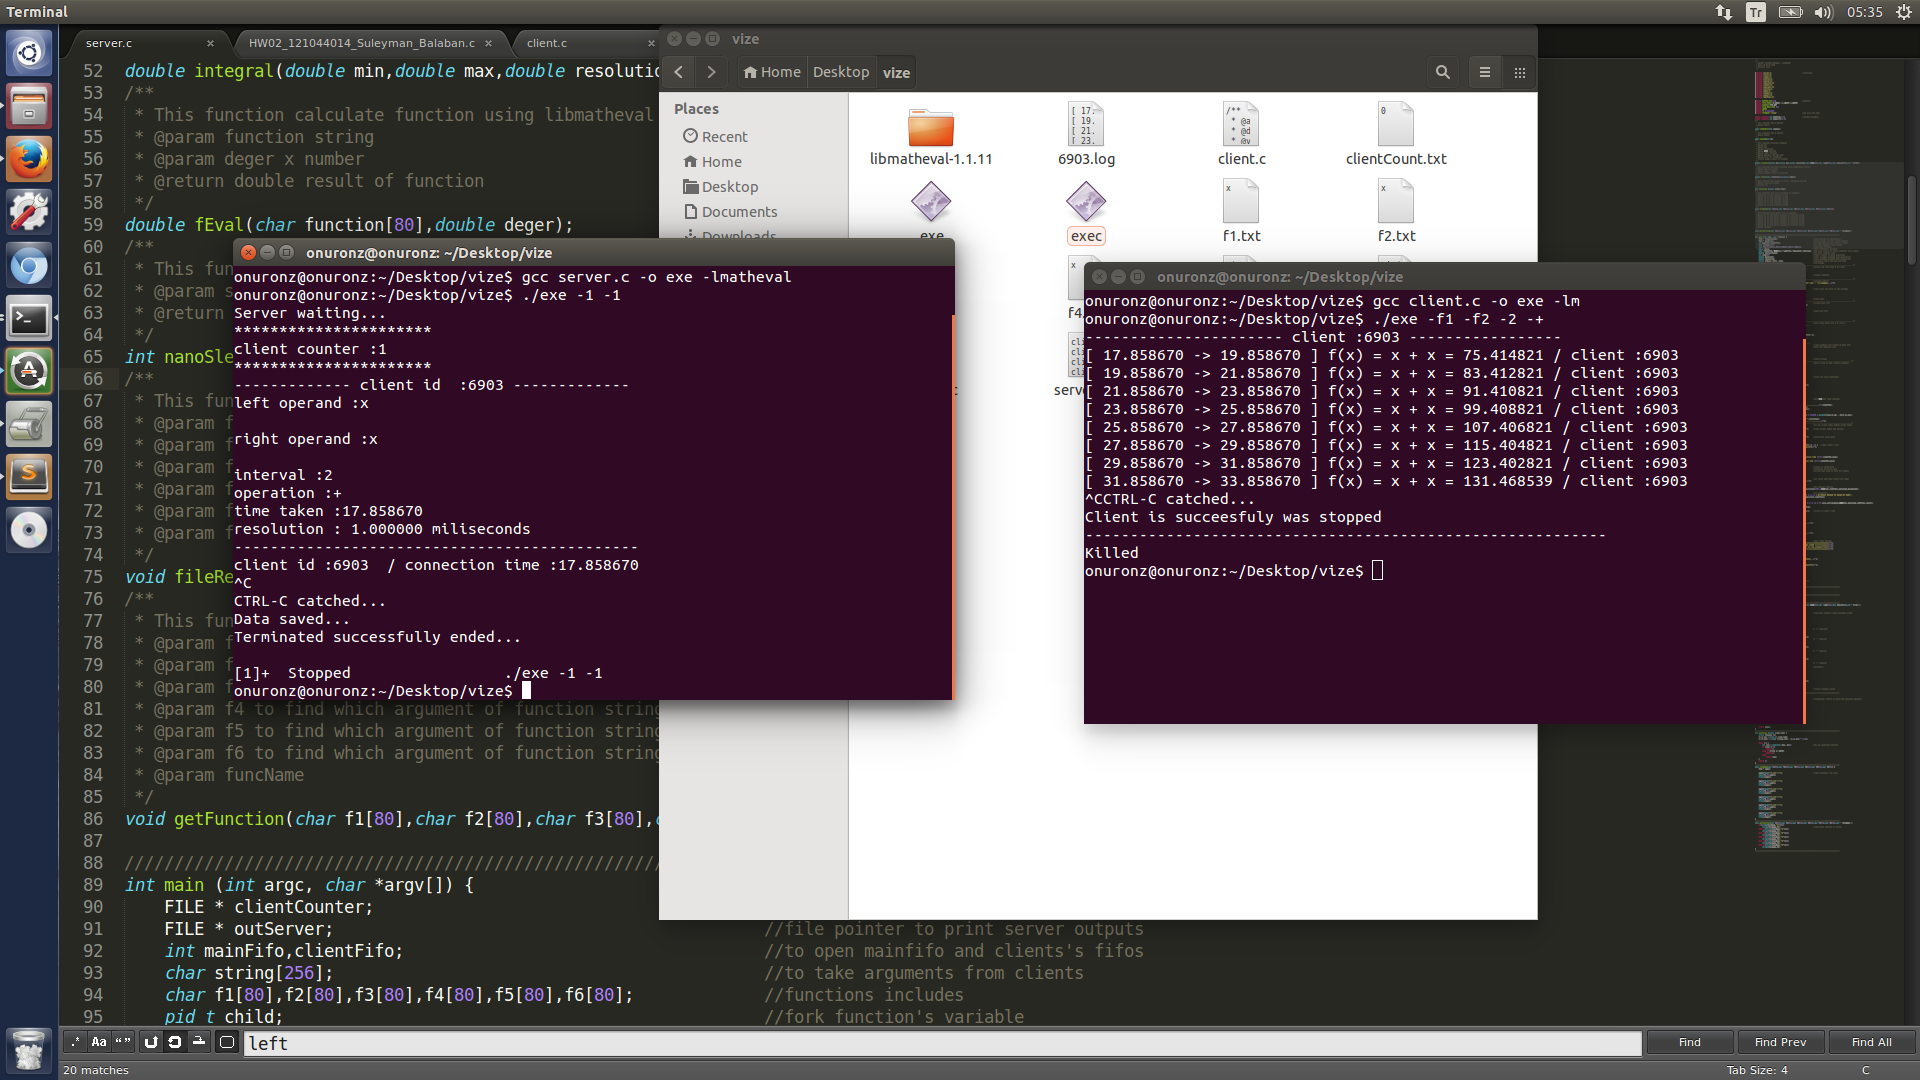 Terminal
Tr
05:35
server.c
HW02_121044014_Suleyman_Balaban.c
client.c
52 double integral(double min,double max,double resolutio
53 /**
54  * This function calculate function using libmatheval
55  * @param function string
56  * @param deger x number
57  * @return double result of function
58  */
59 double fEval(char function[80],double deger);
60 /**
61  * This fun
62  * @param s
63  * @return
64  */
65 int nanoSle
66 /**
67  * This fun
68  * @param f
69  * @param f
70  * @param f
71  * @param f
72  * @param f
73  * @param f
74  */
75 void fileRe
76 /**
77  * This fun
78  * @param f
79  * @param f
80  * @param f
81  * @param f4 to find which argument of function string
82  * @param f5 to find which argument of function string
83  * @param f6 to find which argument of function string
84  * @param funcName
85  */
86 void getFunction(char f1[80],char f2[80],char f3[80],
87
88 //////////////////////////////////////////////////////
89 int main (int argc, char *argv[]) {
90     FILE * clientCounter;
91     FILE * outServer; //file pointer to print server outputs
92     int mainFifo,clientFifo; //to open mainfifo and clients's fifos
93     char string[256]; //to take arguments from clients
94     char f1[80],f2[80],f3[80],f4[80],f5[80],f6[80]; //functions includes
95     pid_t child; //fork function's variable
vize
Home Desktop vize
Places
Recent
Home
Desktop
Documents
Downloads
libmatheval-1.1.11
6903.log
client.c
clientCount.txt
exe
exec
f1.txt
f2.txt
f4
serv
onuronz@onuronz: ~/Desktop/vize
onuronz@onuronz:~/Desktop/vize$ gcc server.c -o exe -lmatheval
onuronz@onuronz:~/Desktop/vize$ ./exe -1 -1
Server waiting...
**********************
client counter :1
**********************
------------- client id  :6903 -------------
left operand :x
right operand :x
interval :2
operation :+
time taken :17.858670
resolution : 1.000000 miliseconds
---------------------------------------------
client id :6903  / connection time :17.858670
^C
CTRL-C catched...
Data saved...
Terminated successfully ended...
[1]+  Stopped                 ./exe -1 -1
onuronz@onuronz:~/Desktop/vize$
onuronz@onuronz: ~/Desktop/vize
onuronz@onuronz:~/Desktop/vize$ gcc client.c -o exe -lm
onuronz@onuronz:~/Desktop/vize$ ./exe -f1 -f2 -2 -+
---------------------- client :6903 -----------------
[ 17.858670 -> 19.858670 ] f(x) = x + x = 75.414821 / client :6903
[ 19.858670 -> 21.858670 ] f(x) = x + x = 83.412821 / client :6903
[ 21.858670 -> 23.858670 ] f(x) = x + x = 91.410821 / client :6903
[ 23.858670 -> 25.858670 ] f(x) = x + x = 99.408821 / client :6903
[ 25.858670 -> 27.858670 ] f(x) = x + x = 107.406821 / client :6903
[ 27.858670 -> 29.858670 ] f(x) = x + x = 115.404821 / client :6903
[ 29.858670 -> 31.858670 ] f(x) = x + x = 123.402821 / client :6903
[ 31.858670 -> 33.858670 ] f(x) = x + x = 131.468539 / client :6903
^CCTRL-C catched...
Client is succeesfuly was stopped
----------------------------------------------------------
Killed
onuronz@onuronz:~/Desktop/vize$
.* Aa “”
left
Find
Find Prev
Find All
20 matches
Tab Size: 4
C